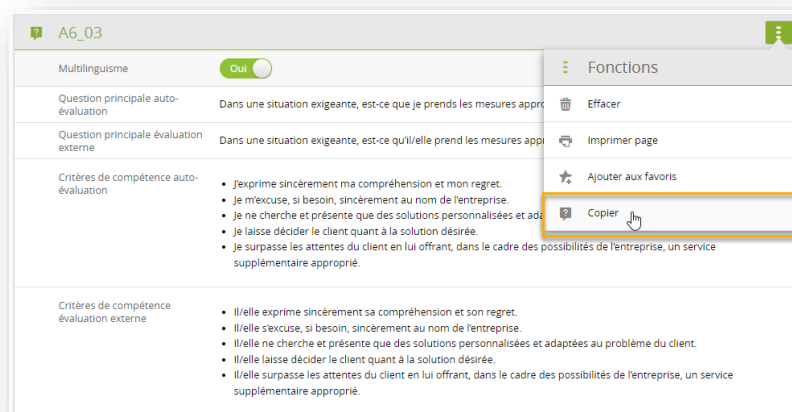 A6_03
Fonctions
Multilinguisme
Oui
Effacer
Imprimer page
Ajouter aux favoris
Copier
Question principale auto-
évaluation
Dans une situation exigeante, est-ce que je prends les mesures
Question principale évaluation
externe
Dans une situation exigeante, est-ce qu'il/elle prend les mesures
Critères de compétence auto-
évaluation
• J'exprime sincèrement ma compréhension et mon regret.
• Je m'excuse, si besoin, sincèrement au nom de l'entreprise.
• Je ne cherche et présente que des solutions personnalisées et
• Je laisse décider le client quant à la solution désirée.
• Je surpasse les attentes du client en lui offrant, dans le cadre des possibilités de l'entreprise, un service
supplémentaire approprié.
Critères de compétence
évaluation externe
• Il/elle exprime sincèrement sa compréhension et son regret.
• Il/elle s'excuse, si besoin, sincèrement au nom de l'entreprise.
• Il/elle ne cherche et présente que des solutions personnalisées et adaptées au problème du client.
• Il/elle laisse décider le client quant à la solution désirée.
• Il/elle surpasse les attentes du client en lui offrant, dans le cadre des possibilités de l'entreprise, un service
supplémentaire approprié.